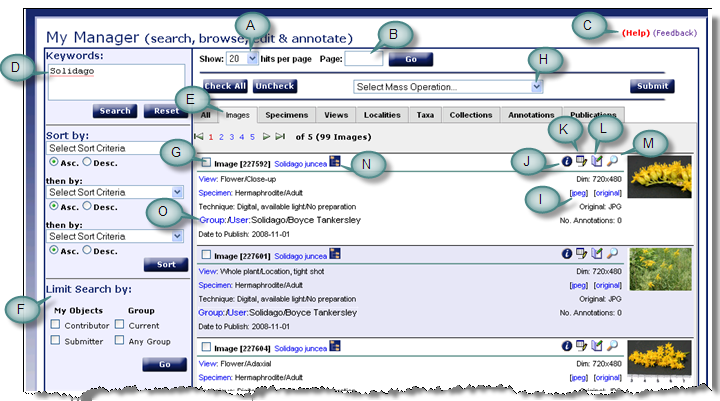 A
B
C
My Manager (search, browse, edit & annotate)
(Help) (Feedback)
Keywords:
Show: 20 hits per page Page: Go
D
Solidago
H
Check All UnCheck Select Mass Operation... Submit
Search Reset
E
All Images Specimens Views Localities Taxa Collections Annotations Publications
Sort by:
Select Sort Criteria
Asc. Desc.
then by:
Select Sort Criteria
Asc. Desc.
then by:
Select Sort Criteria
Asc. Desc.
Sort
F
Limit Search by:
My Objects Group
Contributor Current
Submitter Any Group
Go
1 2 3 4 5 of 5 (99 Images)
K
L
M
G
Image [227592] Solidago juncea
N
J
View: Flower/Close-up
Dim: 720x480
Specimen: Hermaphrodite/Adult
I
[jpeg] [original]
Technique: Digital, available light/No preparation
Original: JPG
O
Group:/User:Solidago/Boyce Tankersley
No. Annotations: 0
Date to Publish: 2008-11-01
Image [227601] Solidago juncea
View: Whole plant/Location, tight shot
Dim: 720x480
Specimen: Hermaphrodite/Adult
[jpeg] [original]
Technique: Digital, available light/No preparation
Original: JPG
Group:/User:Solidago/Boyce Tankersley
No. Annotations: 0
Date to Publish: 2008-11-01
Image [227604] Solidago juncea
View: Flower/Adaxial
Dim: 720x480
Specimen: Hermaphrodite/Adult
[jpeg] [original]